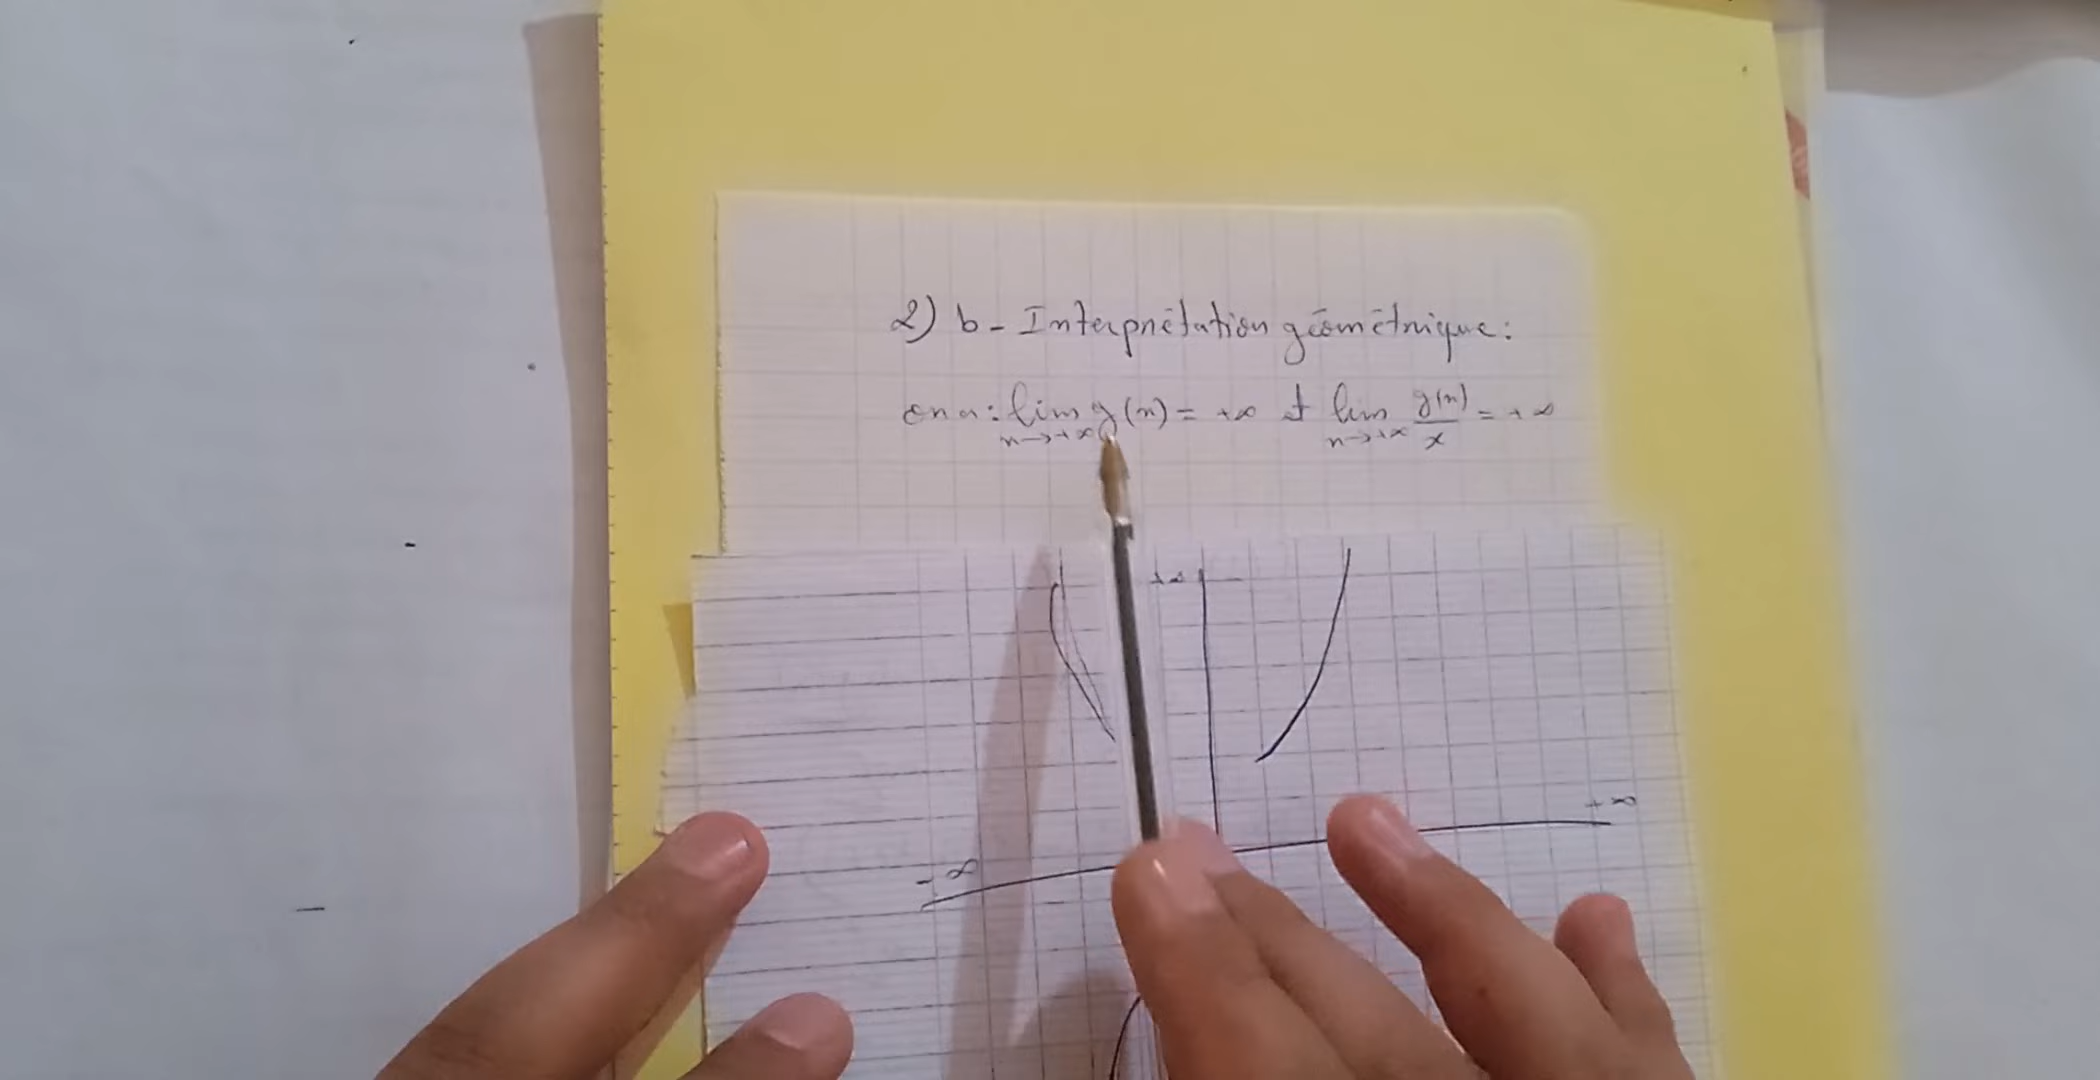 2) b - Interprétation géométrique :
on a : lim g(x) = +∞ et lim g(x)/x = +∞
x→+∞ x→+∞
+∞
+∞
-∞